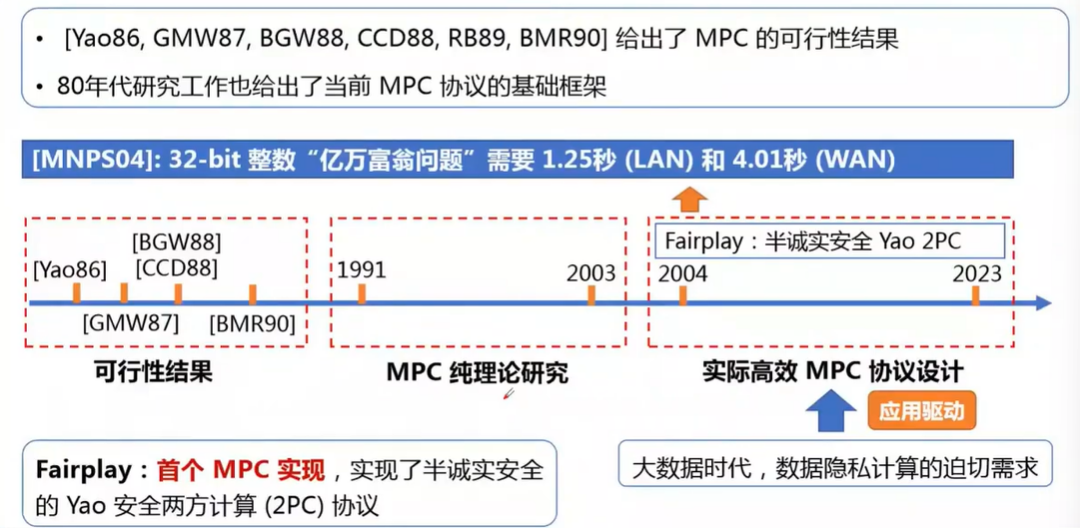 • [Yao86, GMW87, BGW88, CCD88, RB89, BMR90] 给出了 MPC 的可行性结果
• 80年代研究工作也给出了当前 MPC 协议的基础框架
[MNPS04]: 32-bit 整数“亿万富翁问题”需要 1.25秒 (LAN) 和 4.01秒 (WAN)
Fairplay：半诚实安全 Yao 2PC
[BGW88]
[Yao86] [CCD88]
1991 2003 2004 2023
[GMW87] [BMR90]
可行性结果 MPC 纯理论研究 实际高效 MPC 协议设计
应用驱动
Fairplay：首个 MPC 实现，实现了半诚实安全
的 Yao 安全两方计算 (2PC) 协议
大数据时代，数据隐私计算的迫切需求